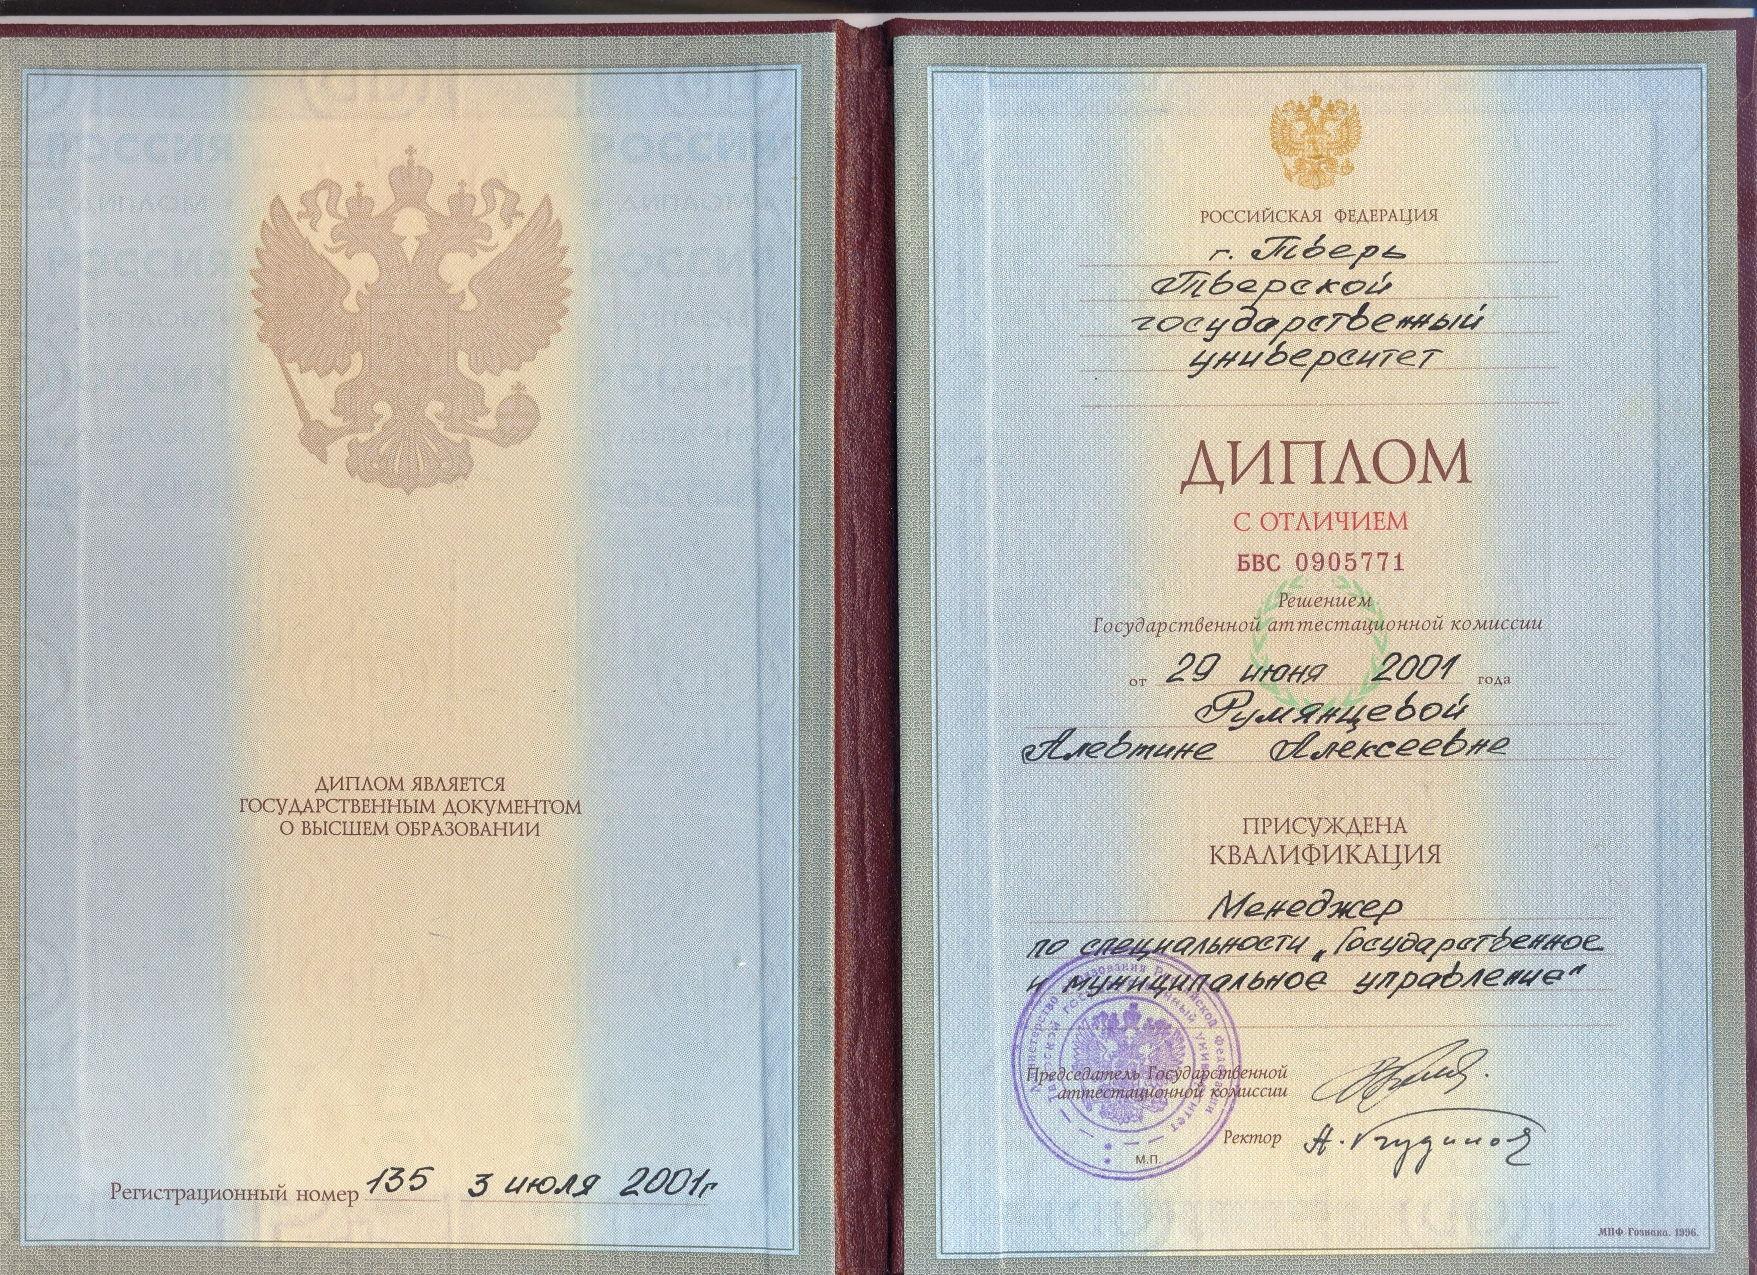 ДИПЛОМ ЯВЛЯЕТСЯ
ГОСУДАРСТВЕННЫМ ДОКУМЕНТОМ
О ВЫСШЕМ ОБРАЗОВАНИИ
Регистрационный номер 135 3 июля 2001г
РОССИЙСКАЯ ФЕДЕРАЦИЯ
г. Тверь
Тверской
государственный
университет
ДИПЛОМ
С ОТЛИЧИЕМ
БВС 0905771
Решением
Государственной аттестационной комиссии
от 29 июня 2001 года
Румянцевой
Алевтине Алексеевне
ПРИСУЖДЕНА
КВАЛИФИКАЦИЯ
Менеджер
по специальности „Государственное
и муниципальное управление"
Председатель Государственной
аттестационной комиссии
Ректор
М.П.
МПФ Гознака. 1996.